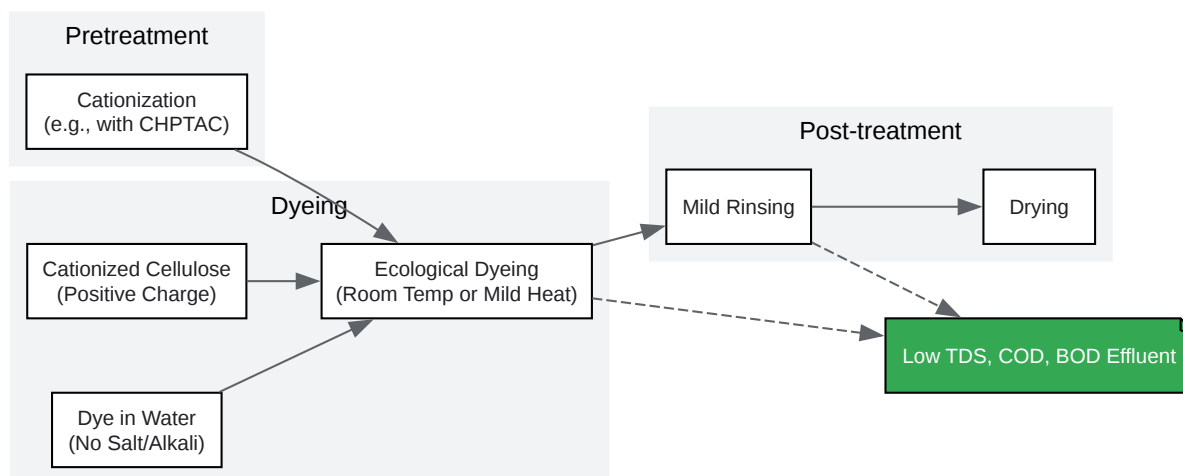 Pretreatment
Cationization
(e.g., with CHPTAC)
Dyeing
Cationized Cellulose
(Positive Charge)
Ecological Dyeing
(Room Temp or Mild Heat)
Dye in Water
(No Salt/Alkali)
Post-treatment
Mild Rinsing
Drying
Low TDS, COD, BOD Effluent